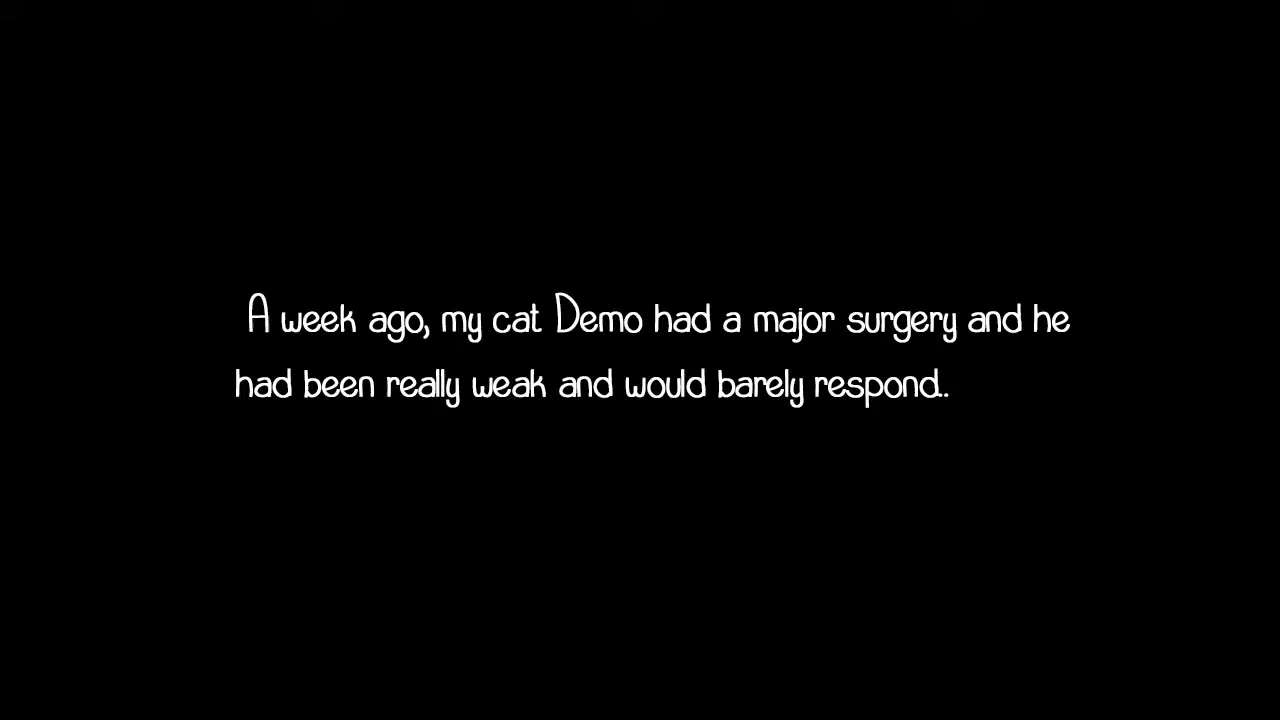 A week ago, my cat Demo had a major surgery and he
had been really weak and would barely respond..